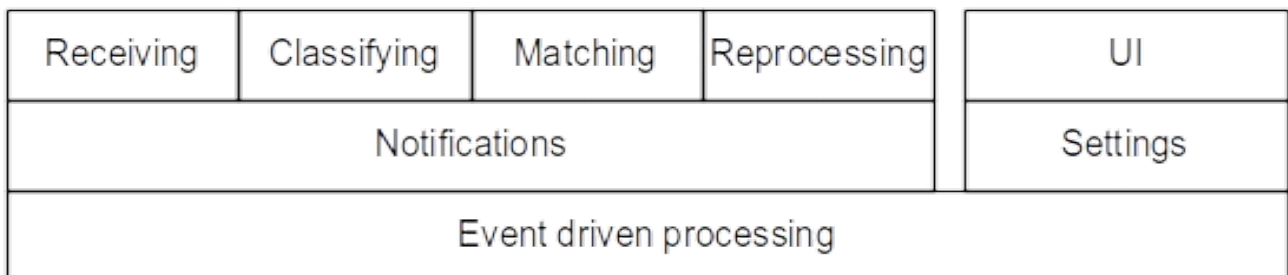 Receiving Classifying Matching Reprocessing UI
Notifications Settings
Event driven processing